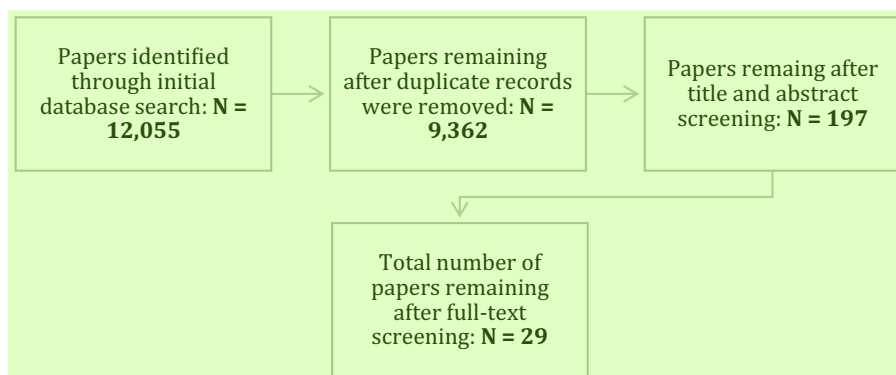 Papers identified
through initial
database search: N =
12,055
Papers remaining
after duplicate records
were removed: N =
9,362
Papers remaing after
title and abstract
screening: N = 197
Total number of
papers remaining
after full-text
screening: N = 29